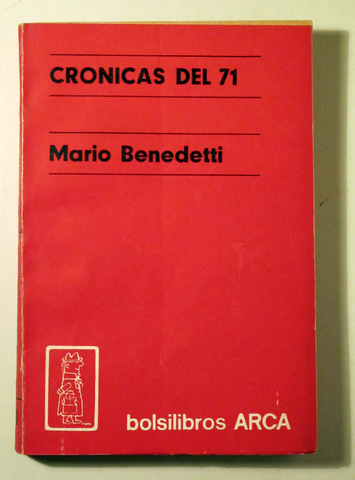 CRONICAS DEL 71
Mario Benedetti
bolsilibros ARCA